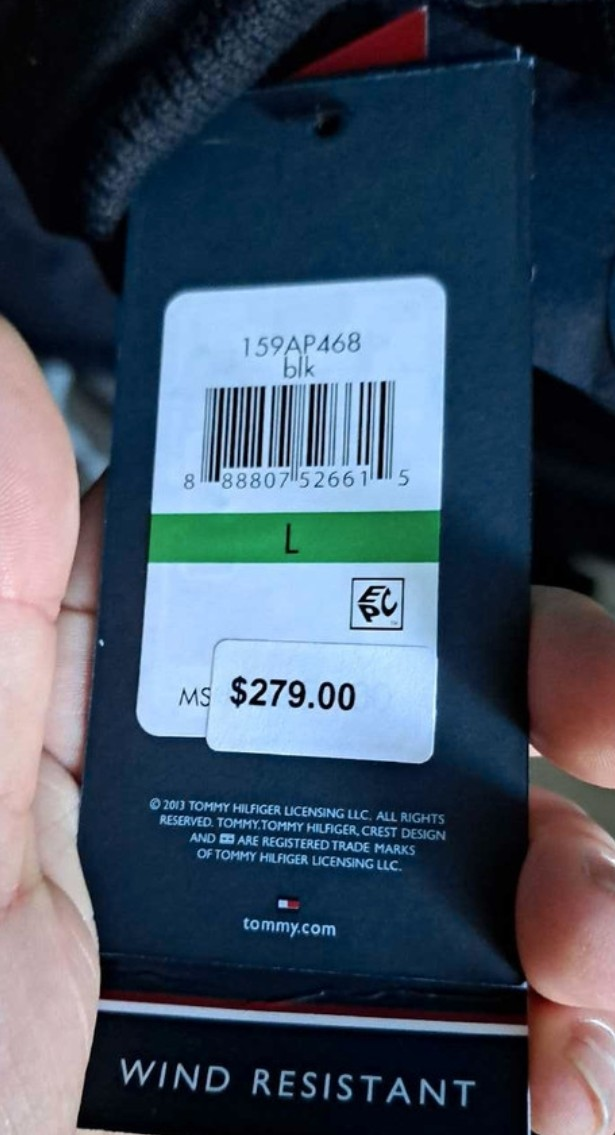 159AP468
blk
8 88807 52661 5
L
EPC
MS $279.00
© 2013 TOMMY HILFIGER LICENSING LLC. ALL RIGHTS
RESERVED. TOMMY,TOMMY HILFIGER, CREST DESIGN
AND ARE REGISTERED TRADE MARKS
OF TOMMY HILFIGER LICENSING LLC.
tommy.com
WIND RESISTANT